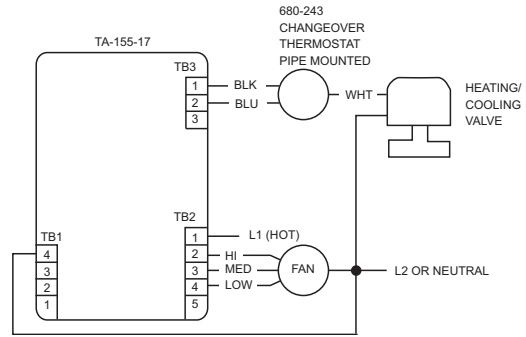 680-243
CHANGEOVER
THERMOSTAT
PIPE MOUNTED
TA-155-17
TB3
1 BLK
2 BLU
3
WHT
HEATING/
COOLING
VALVE
TB2
1 L1 (HOT)
2 HI
3 MED
4 LOW
5
FAN
L2 OR NEUTRAL
TB1
4
3
2
1